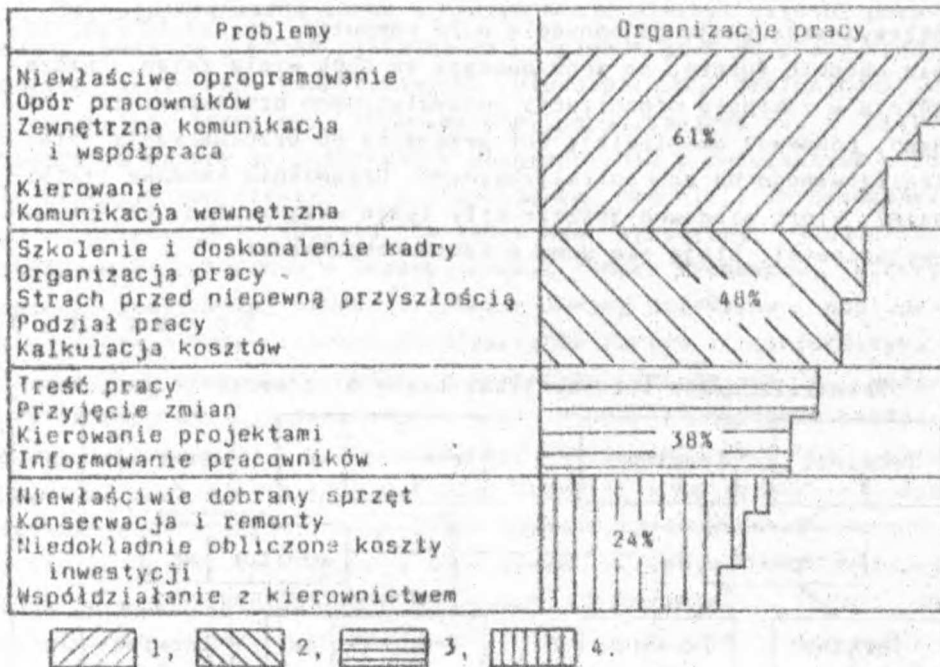 Problemy
Organizacje pracy
Niewłaściwe oprogramowanie
Opór pracowników
Zewnętrzna komunikacja
i współpraca
Kierowanie
Komunikacja wewnętrzna
61%
Szkolenie i doskonalenie kadry
Organizacja pracy
Strach przed niepewną przyszłością
Podział pracy
Kalkulacja kosztów
48%
Treść pracy
Przyjęcie zmian
Kierowanie projektami
Informowanie pracowników
38%
Niewłaściwie dobrany sprzęt
Konserwacja i remonty
Niedokładnie obliczone koszty
inwestycji
Współdziałanie z kierownictwem
24%
1, 2, 3, 4.